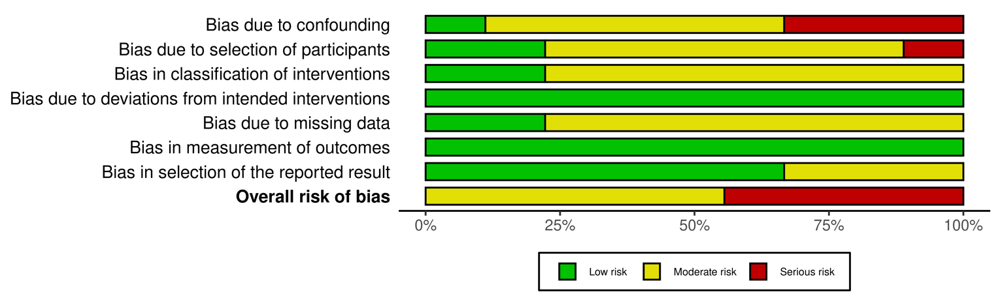 Bias due to confounding
Bias due to selection of participants
Bias in classification of interventions
Bias due to deviations from intended interventions
Bias due to missing data
Bias in measurement of outcomes
Bias in selection of the reported result
Overall risk of bias
0% 25% 50% 75% 100%
Low risk Moderate risk Serious risk